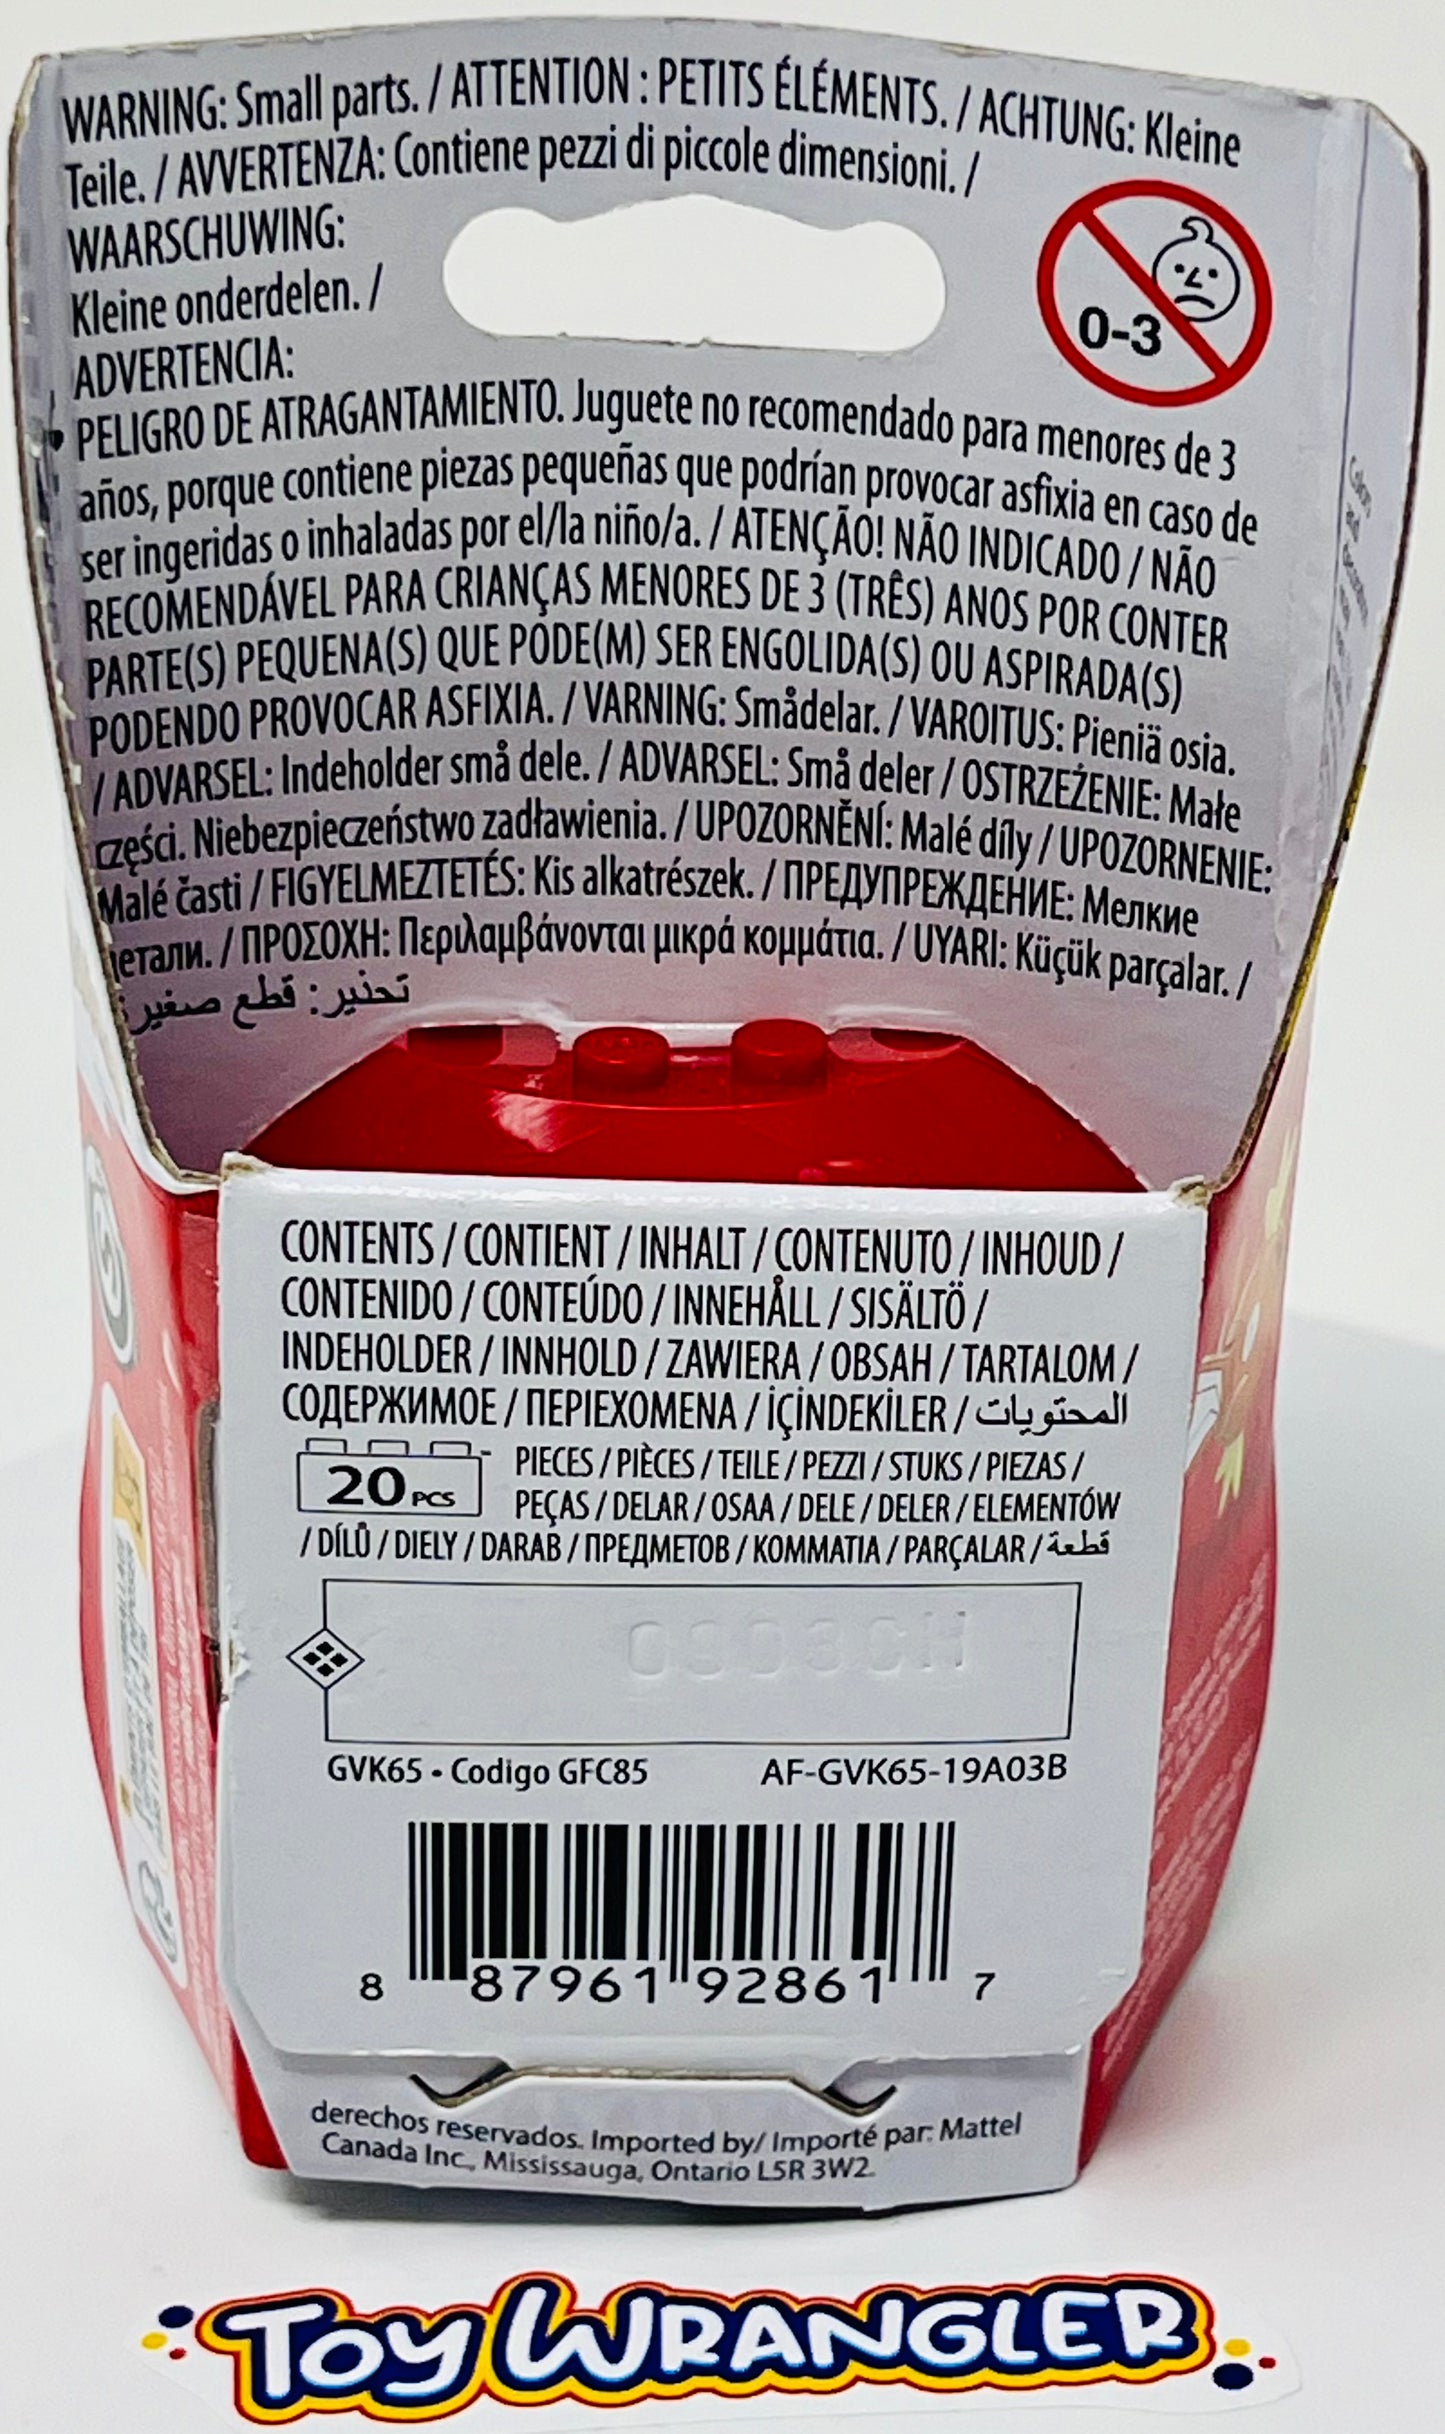 WARNING: Small parts. / ATTENTION : PETITS ÉLÉMENTS. / ACHTUNG: Kleine
Teile. / AVVERTENZA: Contiene pezzi di piccole dimensioni. /
WAARSCHUWING:
Kleine onderdelen. /
ADVERTENCIA:
0-3
PELIGRO DE ATRAGANTAMIENTO. Juguete no recomendado para menores de 3
años, porque contiene piezas pequeñas que podrían provocar asfixia en caso de
ser ingeridas o inhaladas por el/la niño/a. / ATENÇÃO! NÃO INDICADO / NÃO
RECOMENDÁVEL PARA CRIANÇAS MENORES DE 3 (TRÊS) ANOS POR CONTER
PARTE(S) PEQUENA(S) QUE PODE(M) SER ENGOLIDA(S) OU ASPIRADA(S)
PODENDO PROVOCAR ASFIXIA. / VARNING: Smådelar. / VAROITUS: Pieniä osia.
/ ADVARSEL: Indeholder små dele. / ADVARSEL: Små deler / OSTRZEŻENIE: Małe
części. Niebezpieczeństwo zadławienia. / UPOZORNĚNÍ: Malé díly / UPOZORNENIE:
Malé časti / FIGYELMEZTETÉS: Kis alkatrészek. / ПРЕДУПРЕЖДЕНИЕ: Мелкие
детали. / ΠΡΟΣΟΧΗ: Περιλαμβάνονται μικρά κομμάτια. / UYARI: Küçük parçalar. /
تحذير: قطع صغيرة
CONTENTS / CONTIENT / INHALT / CONTENUTO / INHOUD /
CONTENIDO / CONTEÚDO / INNEHÅLL / SISÄLTÖ /
INDEHOLDER / INNHOLD / ZAWIERA / OBSAH / TARTALOM /
СОДЕРЖИМОЕ / ΠΕΡΙΕΧΟΜΕΝΑ / İÇİNDEKİLER / المحتويات
20 PCS PIECES / PIÈCES / TEILE / PEZZI / STUKS / PIEZAS /
PEÇAS / DELAR / OSAA / DELE / DELER / ELEMENTÓW
/ DÍLŮ / DIELY / DARAB / ПРЕДМЕТОВ / KOMMATIA / PARÇALAR / قطعة
GVK65 • Codigo GFC85 AF-GVK65-19A03B
8 87961 92861 7
derechos reservados. Imported by/ Importé par: Mattel
Canada Inc., Mississauga, Ontario L5R 3W2.
TOY WRANGLER